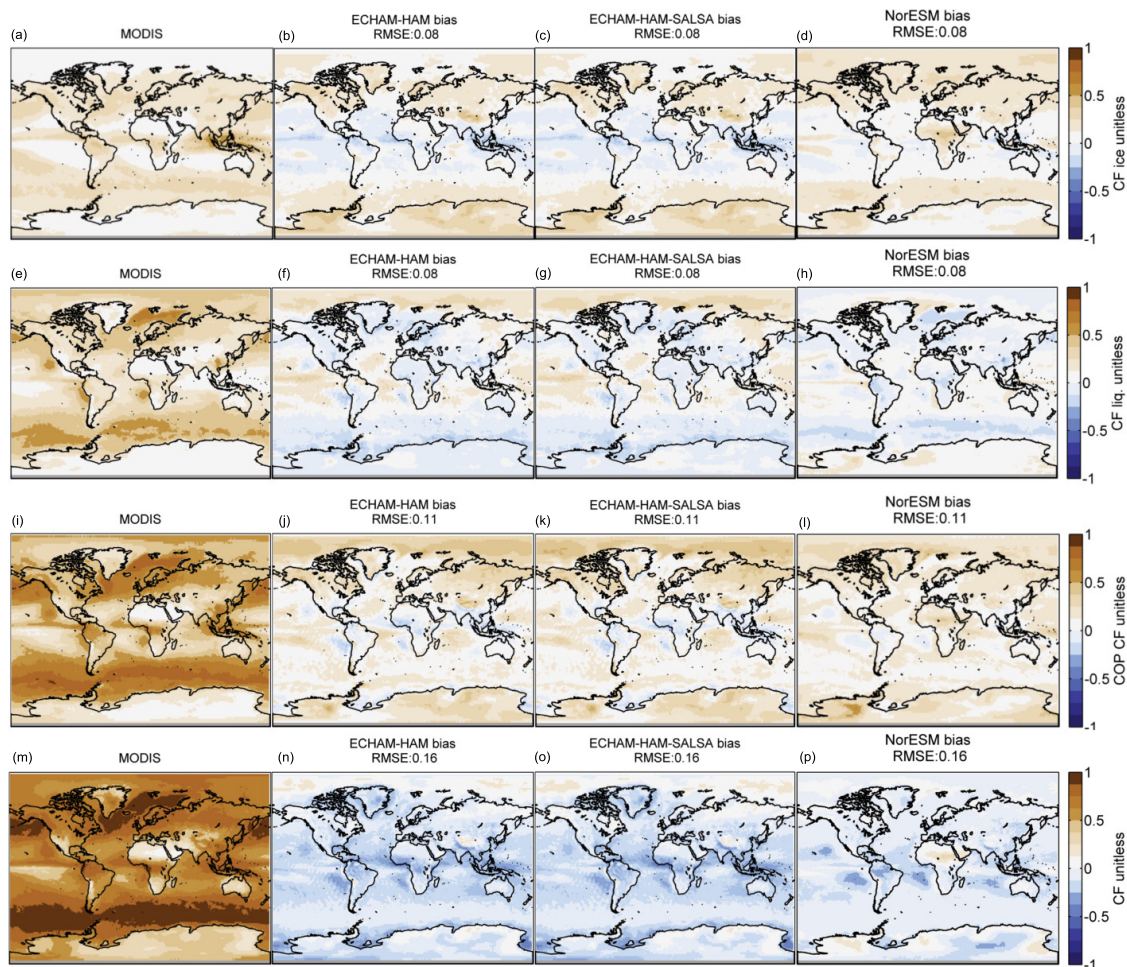 (a)
MODIS
(b)
ECHAM-HAM bias
RMSE:0.08
(c)
ECHAM-HAM-SALSA bias
RMSE:0.08
(d)
NorESM bias
RMSE:0.08
1
0.5
0
-0.5
-1
CF ice unitless
(e)
MODIS
(f)
ECHAM-HAM bias
RMSE:0.08
(g)
ECHAM-HAM-SALSA bias
RMSE:0.08
(h)
NorESM bias
RMSE:0.08
1
0.5
0
-0.5
-1
CF liq. unitless
(i)
MODIS
(j)
ECHAM-HAM bias
RMSE:0.11
(k)
ECHAM-HAM-SALSA bias
RMSE:0.11
(l)
NorESM bias
RMSE:0.11
1
0.5
0
-0.5
-1
COP CF unitless
(m)
MODIS
(n)
ECHAM-HAM bias
RMSE:0.16
(o)
ECHAM-HAM-SALSA bias
RMSE:0.16
(p)
NorESM bias
RMSE:0.16
1
0.5
0
-0.5
-1
CF unitless